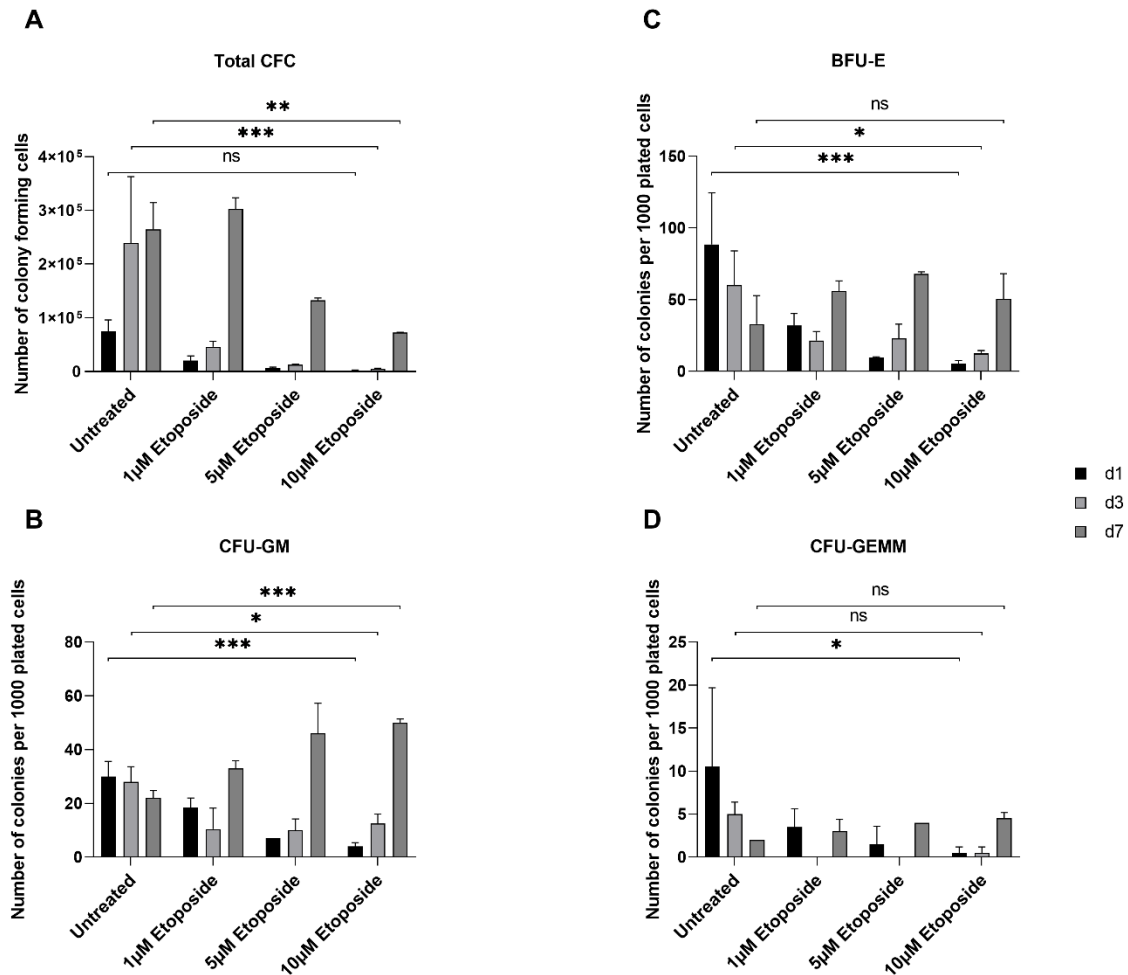 A
Total CFC
**
***
ns
Number of colony forming cells
4×10⁵
3×10⁵
2×10⁵
1×10⁵
0
Untreated
1µM Etoposide
5µM Etoposide
10µM Etoposide
C
BFU-E
ns
*
***
Number of colonies per 1000 plated cells
150
100
50
0
Untreated
1µM Etoposide
5µM Etoposide
10µM Etoposide
d1
d3
d7
B
CFU-GM
***
*
***
Number of colonies per 1000 plated cells
80
60
40
20
0
Untreated
1µM Etoposide
5µM Etoposide
10µM Etoposide
D
CFU-GEMM
ns
ns
*
Number of colonies per 1000 plated cells
25
20
15
10
5
0
Untreated
1µM Etoposide
5µM Etoposide
10µM Etoposide